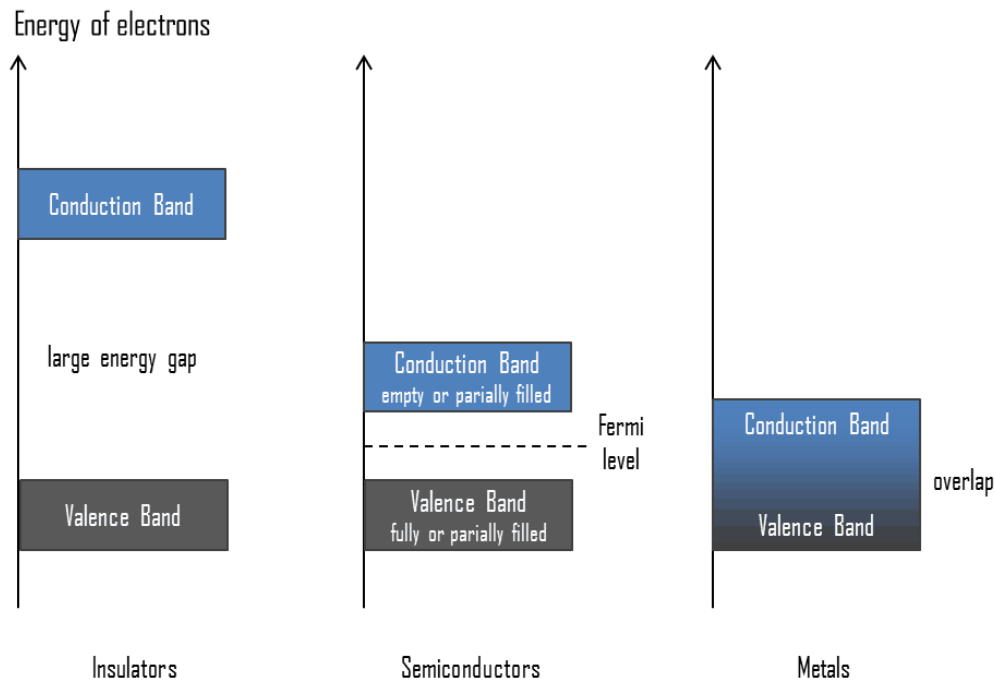 Energy of electrons
Conduction Band
large energy gap
Valence Band
Insulators
Conduction Band
empty or parially filled
Fermi
level
Valence Band
fully or parially filled
Semiconductors
Conduction Band
Valence Band
overlap
Metals